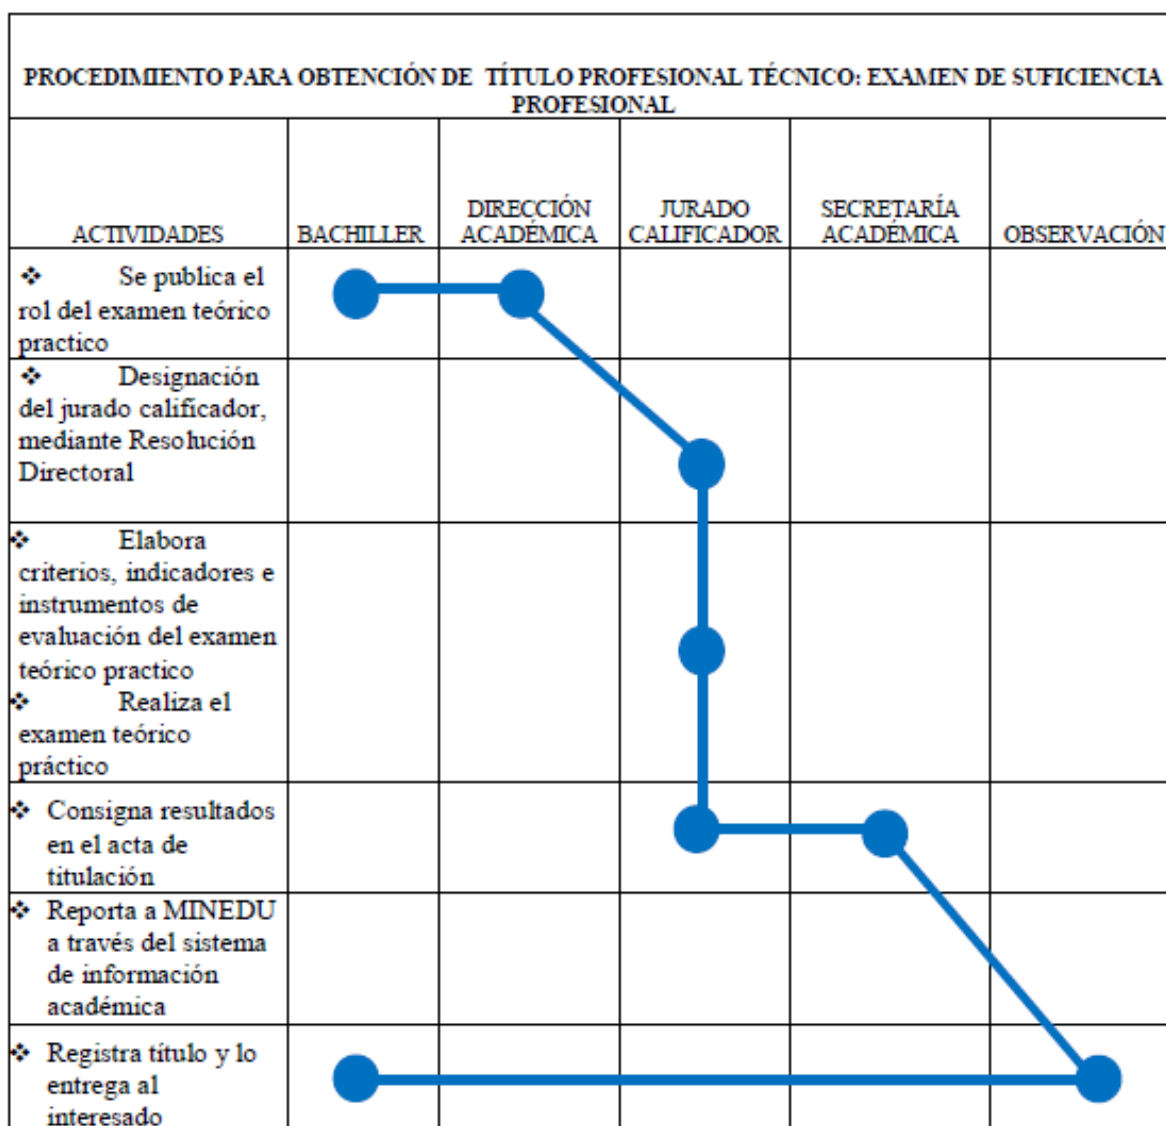 PROCEDIMIENTO PARA OBTENCIÓN DE TÍTULO PROFESIONAL TÉCNICO: EXAMEN DE SUFICIENCIA
PROFESIONAL
ACTIVIDADES
BACHILLER
DIRECCIÓN
ACADÉMICA
JURADO
CALIFICADOR
SECRETARÍA
ACADÉMICA
OBSERVACIÓN
❖ Se publica el
rol del examen teórico
practico
❖ Designación
del jurado calificador,
mediante Resolución
Directoral
❖ Elabora
criterios, indicadores e
instrumentos de
evaluación del examen
teórico practico
❖ Realiza el
examen teórico
práctico
❖ Consigna resultados
en el acta de
titulación
❖ Reporta a MINEDU
a través del sistema
de información
académica
❖ Registra título y lo
entrega al
interesado